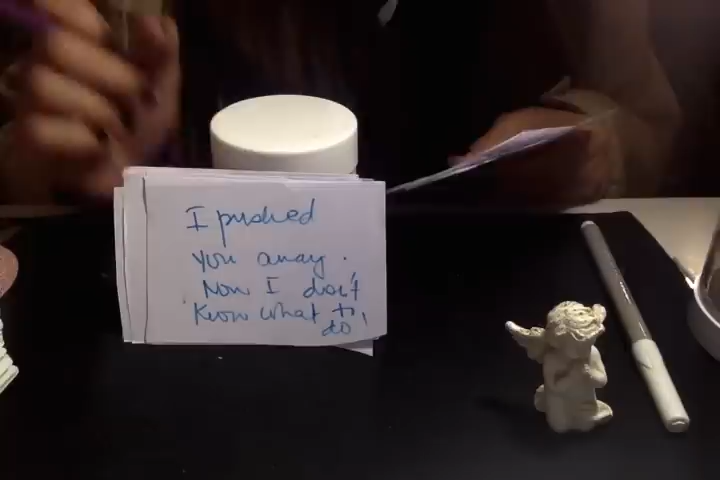 I pushed
you away.
Now I don't
know what to
do!